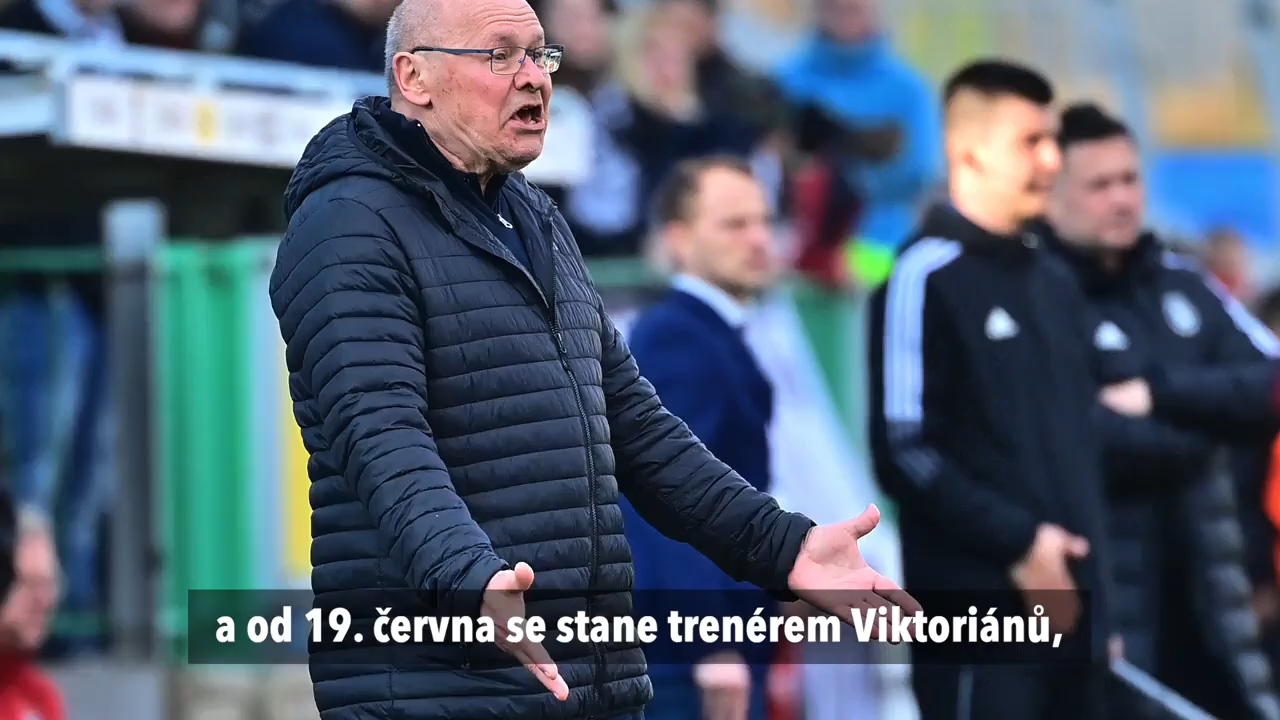 a od 19. června se stane trenérem Viktoriánů,